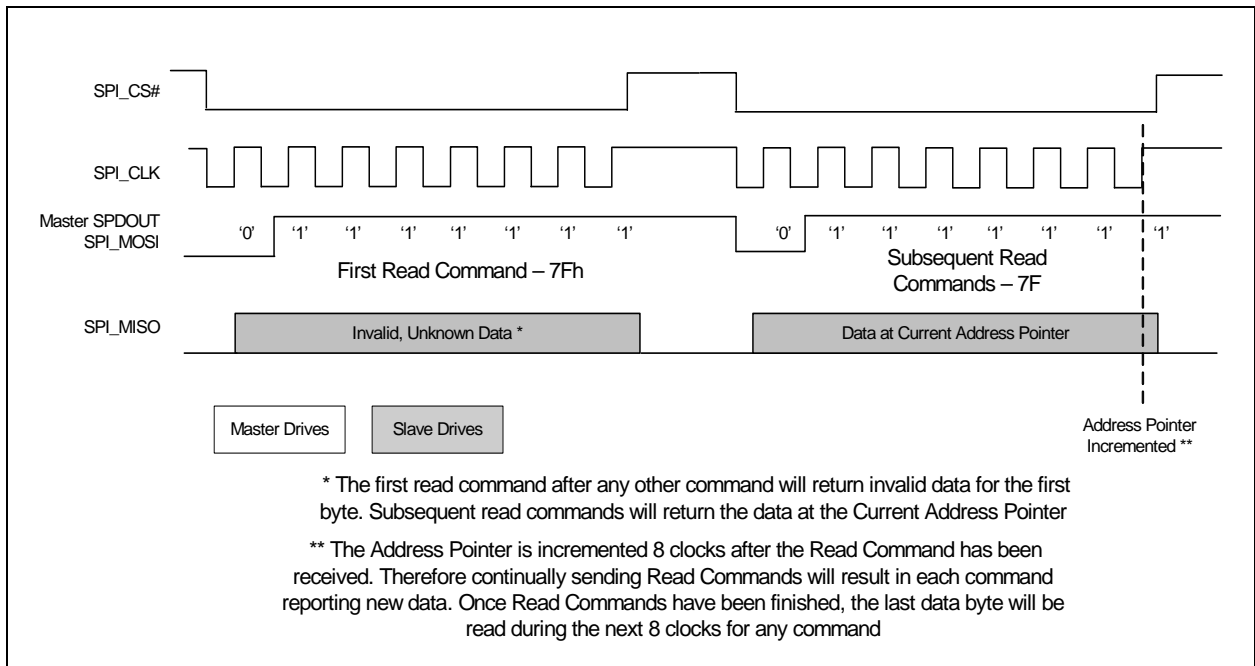 SPI_CS#
SPI_CLK
Master SPDOUT
SPI_MOSI
‘0’ ‘1’ ‘1’ ‘1’ ‘1’ ‘1’ ‘1’ ‘1’ ‘0’ ‘1’ ‘1’ ‘1’ ‘1’ ‘1’ ‘1’ ‘1’
First Read Command – 7Fh
Subsequent Read
Commands – 7F
SPI_MISO
Invalid, Unknown Data *
Data at Current Address Pointer
Master Drives
Slave Drives
Address Pointer
Incremented **
* The first read command after any other command will return invalid data for the first
byte. Subsequent read commands will return the data at the Current Address Pointer
** The Address Pointer is incremented 8 clocks after the Read Command has been
received. Therefore continually sending Read Commands will result in each command
reporting new data. Once Read Commands have been finished, the last data byte will be
read during the next 8 clocks for any command